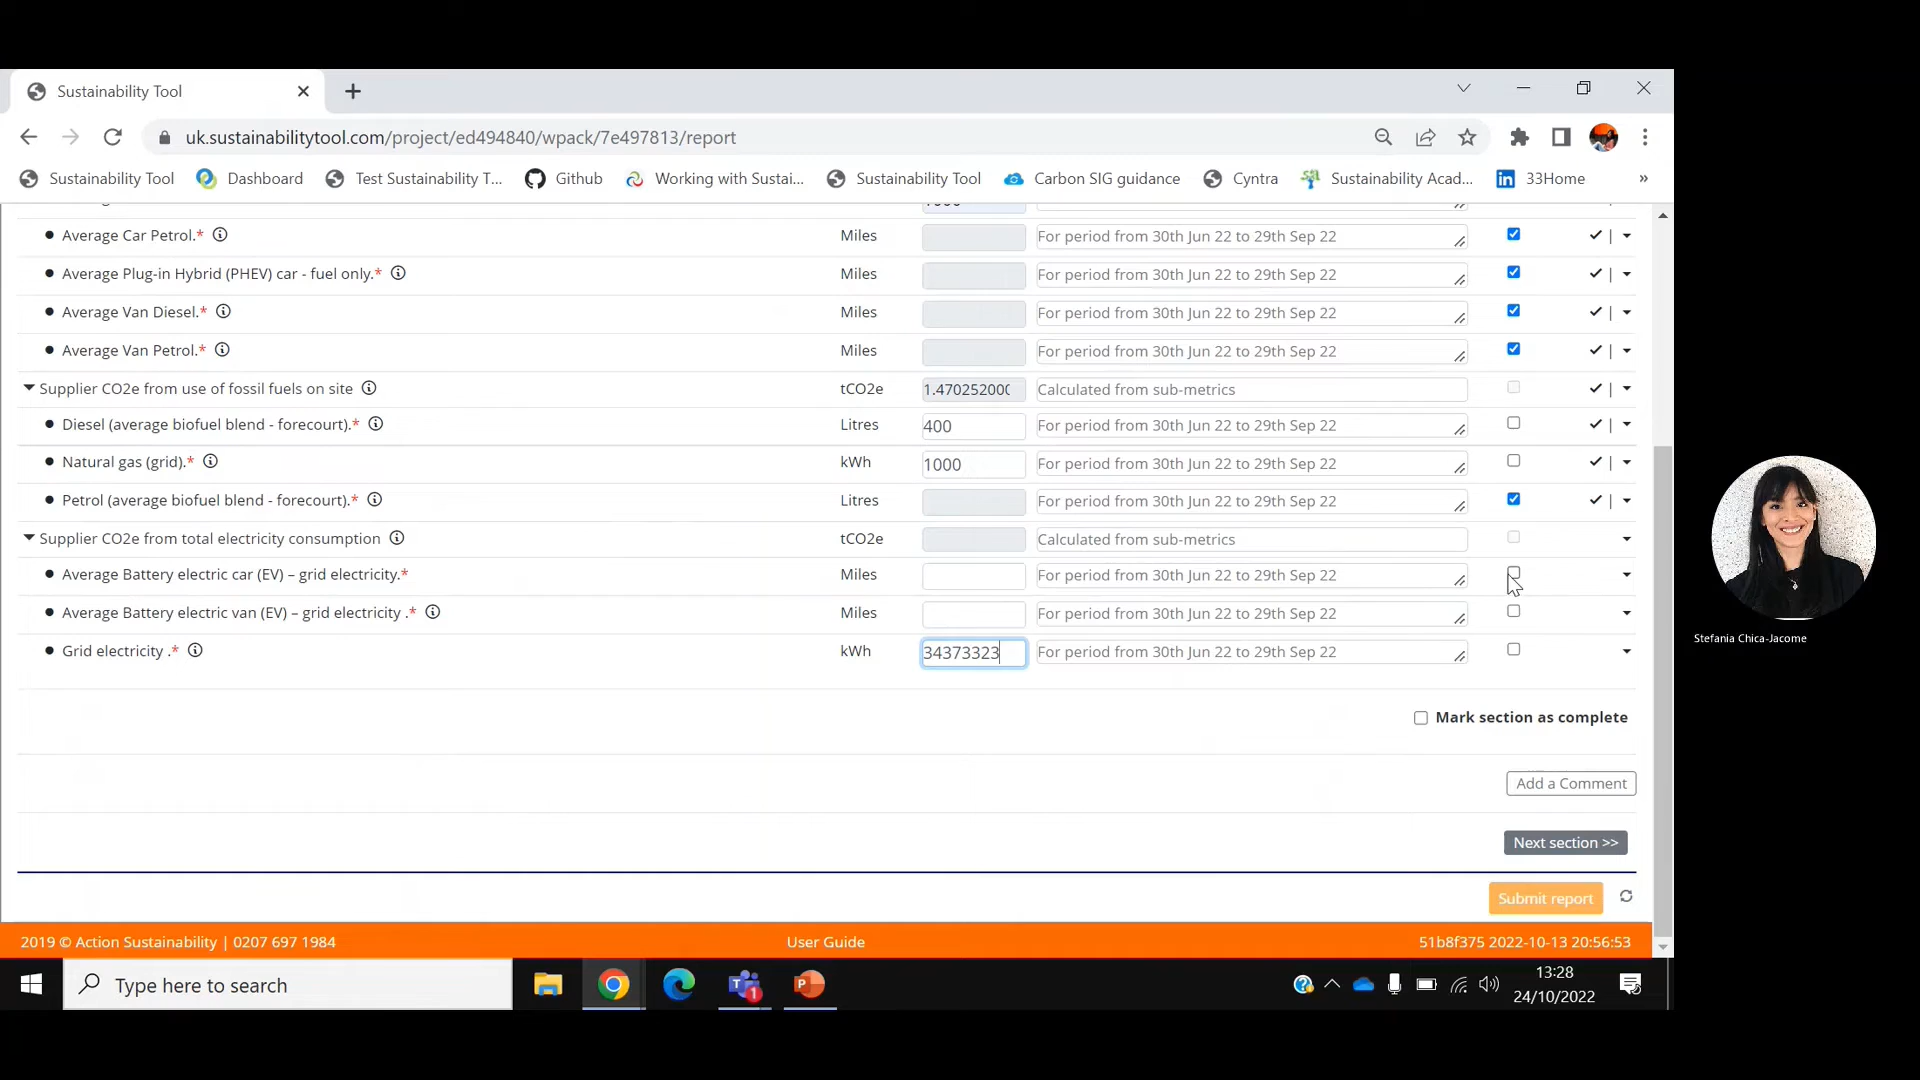 Sustainability Tool
uk.sustainabilitytool.com/project/ed494840/wpack/7e497813/report
Sustainability Tool Dashboard Test Sustainability T... Github Working with Sustai... Sustainability Tool Carbon SIG guidance Cyntra Sustainability Acad... 33Home »
Average Car Petrol.* Miles For period from 30th Jun 22 to 29th Sep 22
Average Plug-in Hybrid (PHEV) car - fuel only.* Miles For period from 30th Jun 22 to 29th Sep 22
Average Van Diesel.* Miles For period from 30th Jun 22 to 29th Sep 22
Average Van Petrol.* Miles For period from 30th Jun 22 to 29th Sep 22
Supplier CO2e from use of fossil fuels on site tCO2e 1.47025200 Calculated from sub-metrics
Diesel (average biofuel blend - forecourt).* Litres 400 For period from 30th Jun 22 to 29th Sep 22
Natural gas (grid).* kWh 1000 For period from 30th Jun 22 to 29th Sep 22
Petrol (average biofuel blend - forecourt).* Litres For period from 30th Jun 22 to 29th Sep 22
Supplier CO2e from total electricity consumption tCO2e Calculated from sub-metrics
Average Battery electric car (EV) – grid electricity.* Miles For period from 30th Jun 22 to 29th Sep 22
Average Battery electric van (EV) – grid electricity .* Miles For period from 30th Jun 22 to 29th Sep 22
Grid electricity .* kWh 34373323 For period from 30th Jun 22 to 29th Sep 22
Mark section as complete
Add a Comment
Next section >>
Submit report
2019 © Action Sustainability | 0207 697 1984 User Guide 51b8f375 2022-10-13 20:56:53
Type here to search
13:28
24/10/2022
Stefania Chica-Jacome